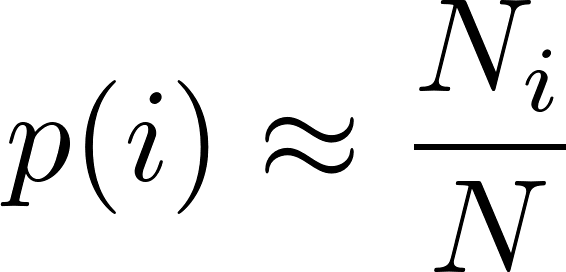 p(i) ≈ N_i / N